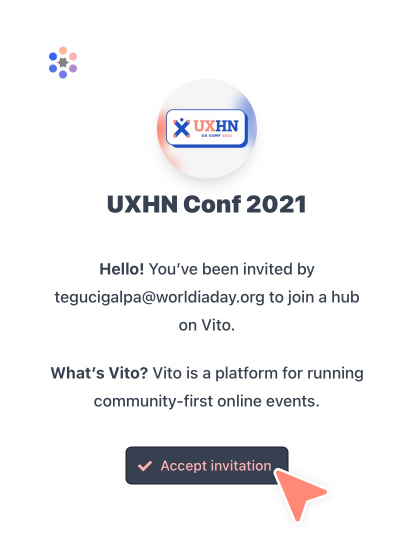 UXHN
UX CONF 2021
UXHN Conf 2021
Hello! You’ve been invited by
tegucigalpa@worldiaday.org to join a hub
on Vito.
What’s Vito? Vito is a platform for running
community-first online events.
Accept invitation